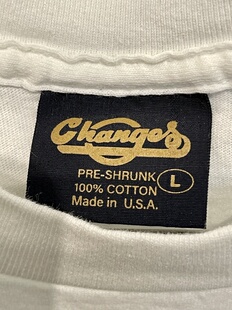 Changes
PRE-SHRUNK
100% COTTON L
Made in U.S.A.